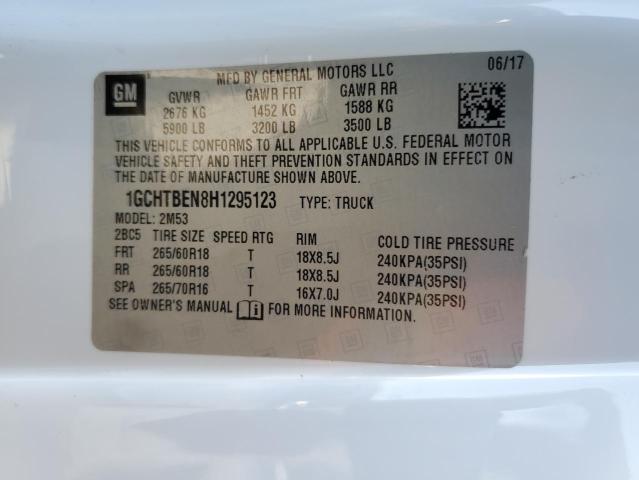 GM
MFD BY GENERAL MOTORS LLC
06/17
GVWR GAWR FRT GAWR RR
2676 KG 1452 KG 1588 KG
5900 LB 3200 LB 3500 LB
THIS VEHICLE CONFORMS TO ALL APPLICABLE U.S. FEDERAL MOTOR
VEHICLE SAFETY AND THEFT PREVENTION STANDARDS IN EFFECT ON
THE DATE OF MANUFACTURE SHOWN ABOVE.
1GCHTBEN8H1295123 TYPE: TRUCK
MODEL: 2M53
2BC5 TIRE SIZE SPEED RTG RIM COLD TIRE PRESSURE
FRT 265/60R18 T 18X8.5J 240KPA(35PSI)
RR 265/60R18 T 18X8.5J 240KPA(35PSI)
SPA 265/70R16 T 16X7.0J 240KPA(35PSI)
SEE OWNER'S MANUAL i FOR MORE INFORMATION.